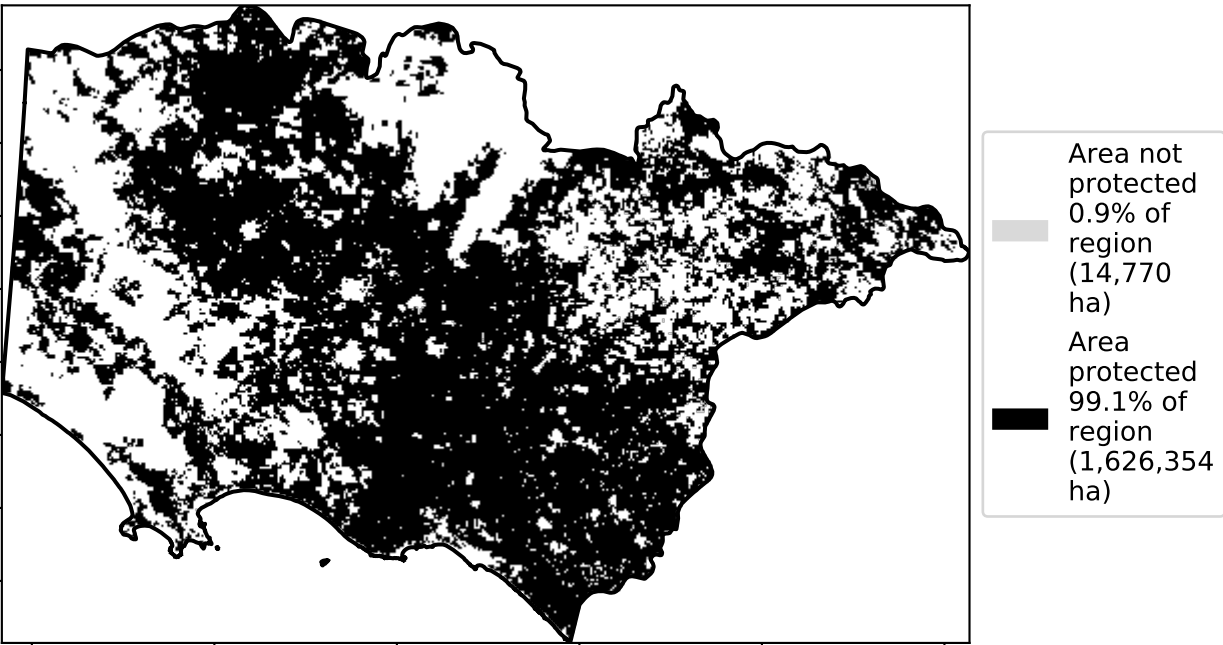 Area not
protected
0.9% of
region
(14,770
ha)
Area
protected
99.1% of
region
(1,626,354
ha)